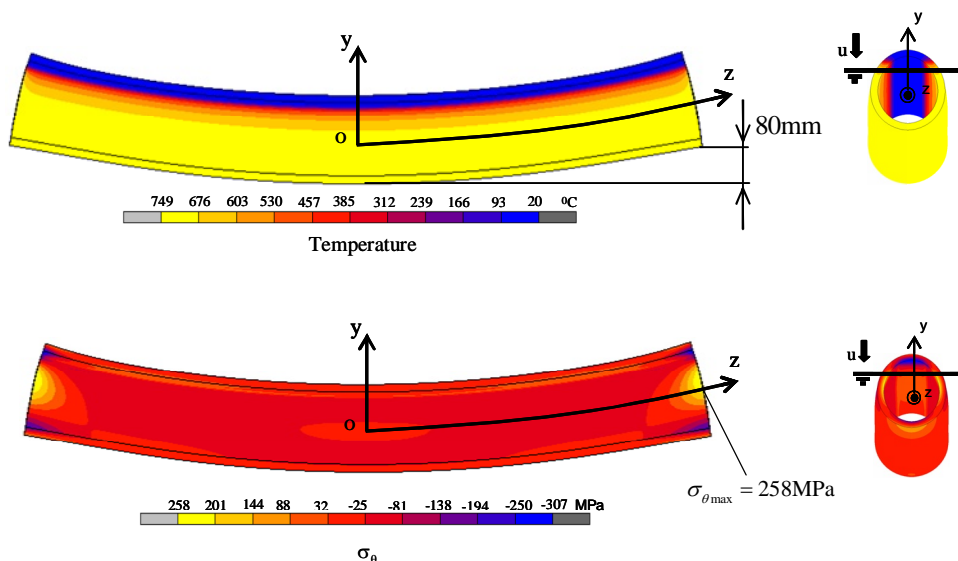 y
y
u
z
z
o
80mm
749 676 603 530 457 385 312 239 166 93 20 ⁰C
Temperature
y
y
u
z
z
o
σθmax = 258MPa
258 201 144 88 32 -25 -81 -138 -194 -250 -307 MPa
σθ